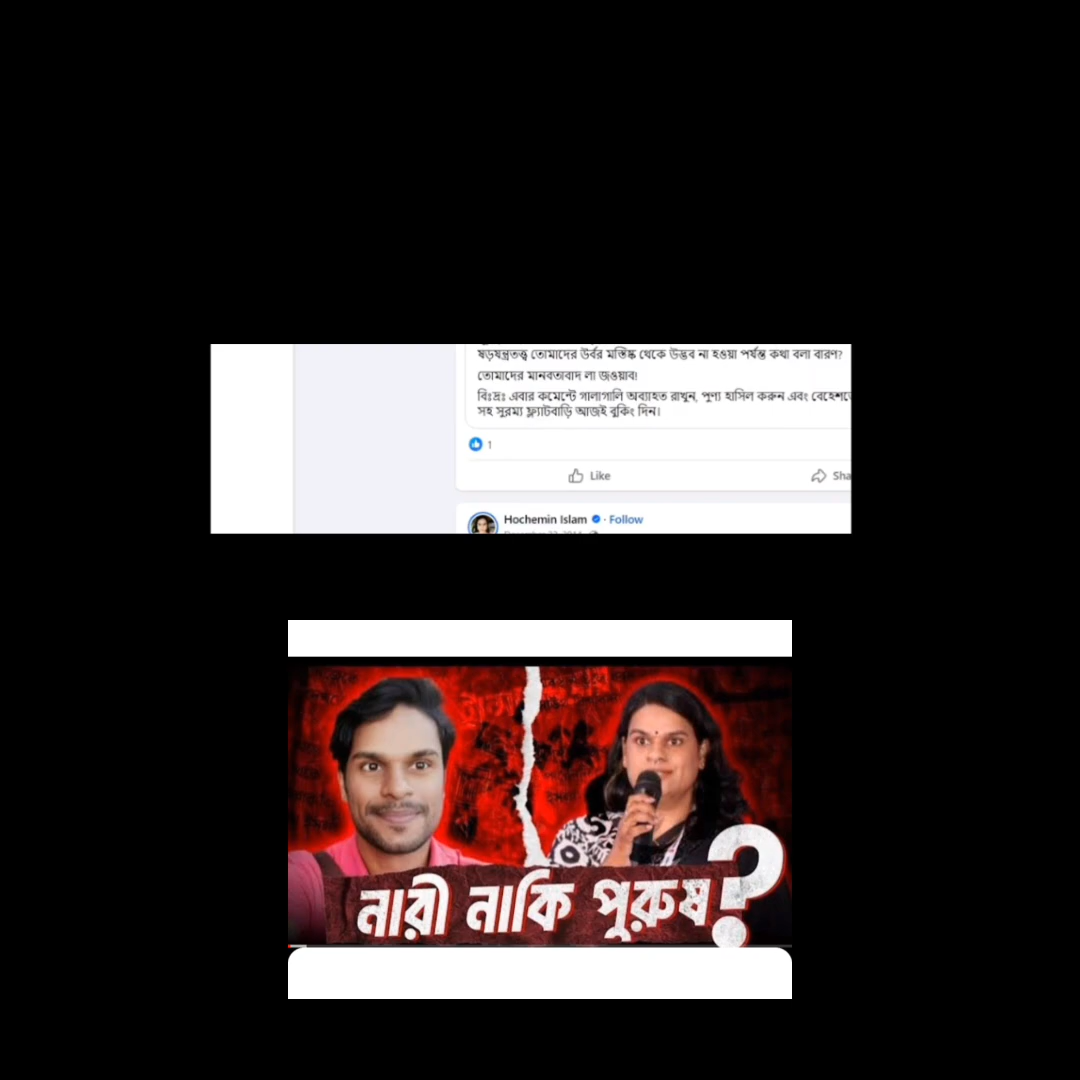 ষড়যন্ত্রতত্ত্ব তোমাদের উর্বর মস্তিষ্ক থেকে উদ্ভব না হওয়া পর্যন্ত কথা বলা বারণ?
তোমাদের মানবতাবাদ লা জওয়াব!
বিঃদ্রঃ এবার কমেন্টে গালাগালি অব্যাহত রাখুন, পুণ্য হাসিল করুন এবং বেহেশতে
সহ সুরম্য ফ্ল্যাটবাড়ি আজই বুকিং দিন।
1
Like
Sha
Hochemin Islam · Follow
নারী নাকি পুরুষ?